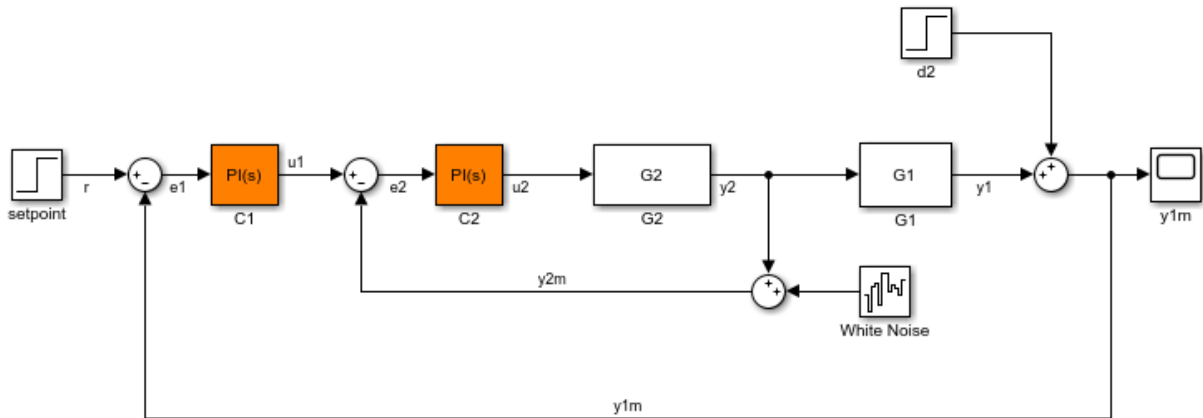 d2
setpoint
r
+
−
e1
PI(s)
C1
u1
+
−
e2
PI(s)
C2
u2
G2
G2
y2
G1
G1
y1
+
+
y1m
y2m
+
+
White Noise
y1m